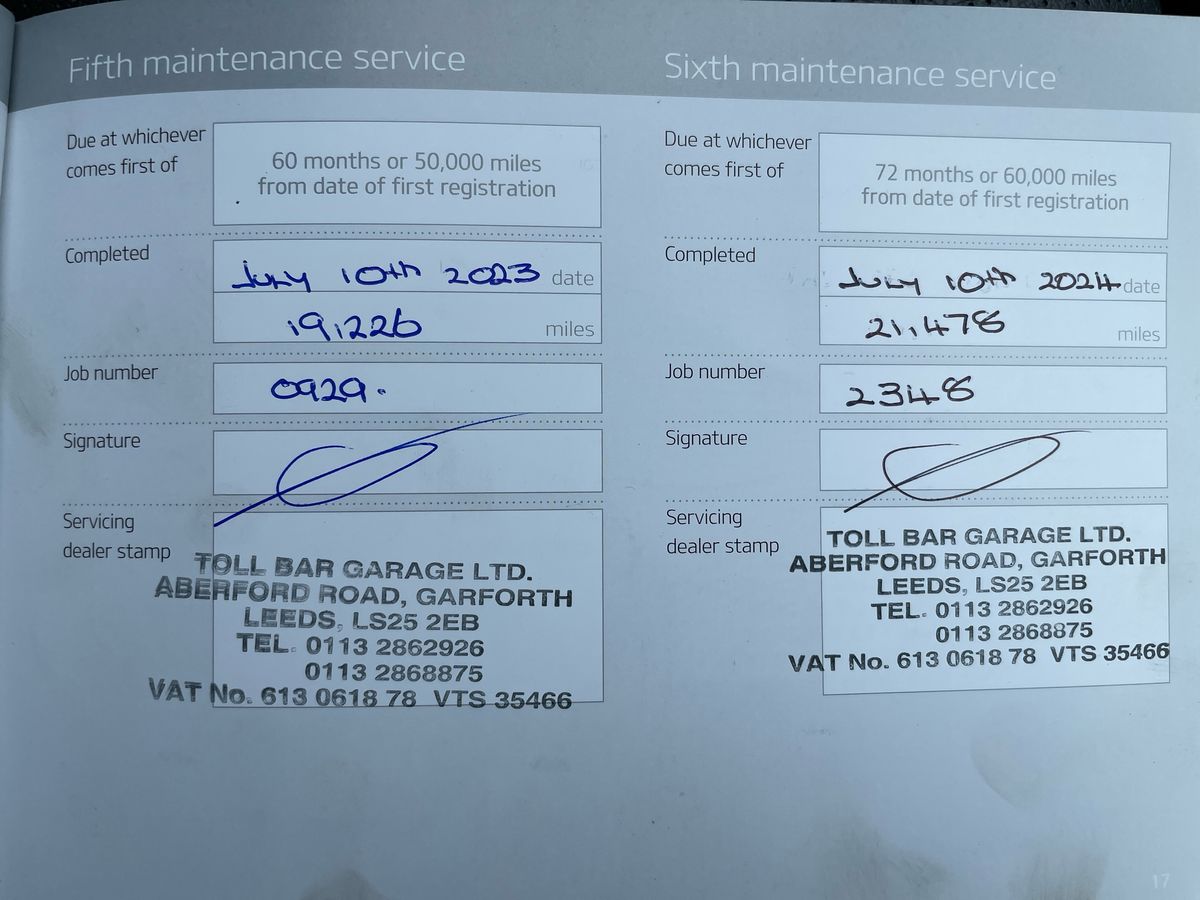 Fifth maintenance service
Due at whichever
comes first of
60 months or 50,000 miles
from date of first registration
Completed
July 10th 2023 date
19,226 miles
Job number
0929.
Signature
Servicing
dealer stamp
TOLL BAR GARAGE LTD.
ABERFORD ROAD, GARFORTH
LEEDS, LS25 2EB
TEL. 0113 2862926
0113 2868875
VAT No. 613 0618 78 VTS 35466
Sixth maintenance service
Due at whichever
comes first of
72 months or 60,000 miles
from date of first registration
Completed
July 10th 2024 date
21,478 miles
Job number
2348
Signature
Servicing
dealer stamp
TOLL BAR GARAGE LTD.
ABERFORD ROAD, GARFORTH
LEEDS, LS25 2EB
TEL. 0113 2862926
0113 2868875
VAT No. 613 0618 78 VTS 35466
17